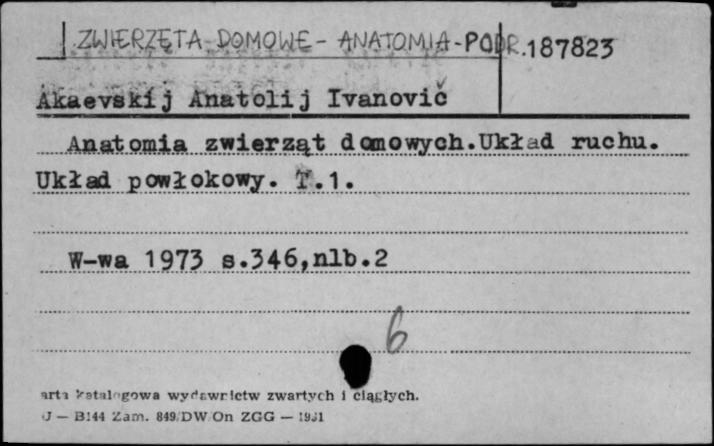 ZWIERZĘTA DOMOWE - ANATOMIA - PODR. 187823
Akaevskij Anatolij Ivanovič
Anatomia zwierząt domowych. Układ ruchu.
Układ powłokowy. T.1.
W-wa 1973 s.346,nlb.2
6
arta katalogowa wydawnictw zwartych i ciągłych.
J — B144 Zam. 849/DW/On ZGG — 1951